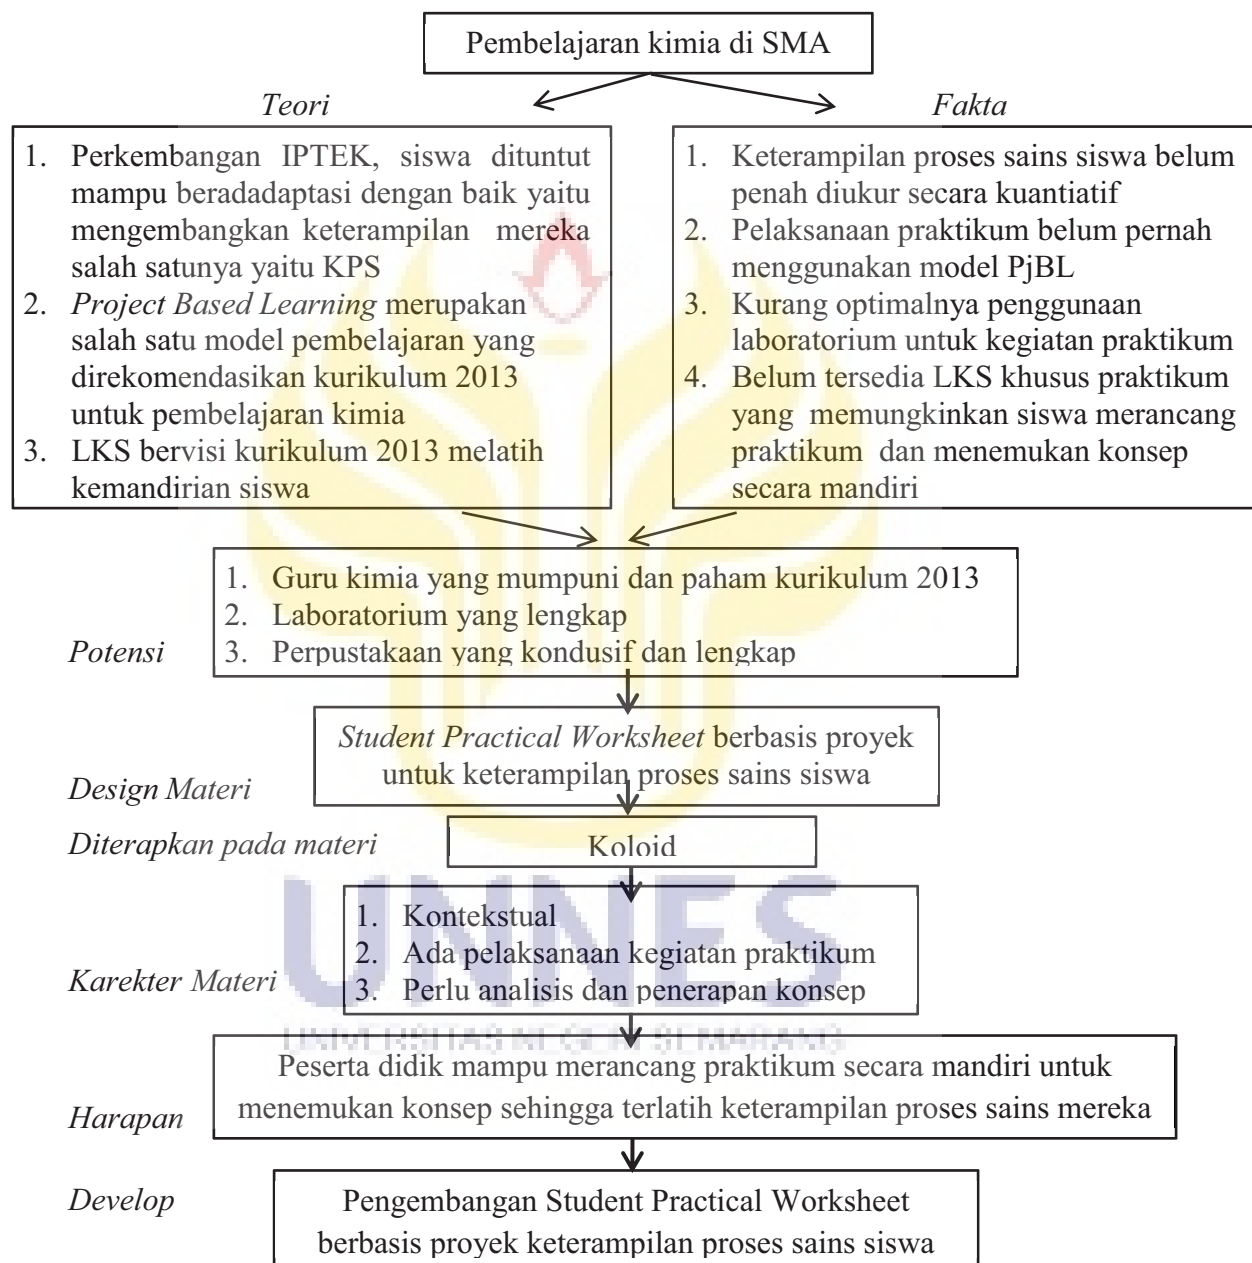 Pembelajaran kimia di SMA
Teori
Fakta
1. Perkembangan IPTEK, siswa dituntut
mampu beradadaptasi dengan baik yaitu
mengembangkan keterampilan mereka
salah satunya yaitu KPS
2. Project Based Learning merupakan
salah satu model pembelajaran yang
direkomendasikan kurikulum 2013
untuk pembelajaran kimia
3. LKS bervisi kurikulum 2013 melatih
kemandirian siswa
1. Keterampilan proses sains siswa belum
penah diukur secara kuantiatif
2. Pelaksanaan praktikum belum pernah
menggunakan model PjBL
3. Kurang optimalnya penggunaan
laboratorium untuk kegiatan praktikum
4. Belum tersedia LKS khusus praktikum
yang memungkinkan siswa merancang
praktikum dan menemukan konsep
secara mandiri
1. Guru kimia yang mumpuni dan paham kurikulum 2013
2. Laboratorium yang lengkap
3. Perpustakaan yang kondusif dan lengkap
Potensi
Student Practical Worksheet berbasis proyek
untuk keterampilan proses sains siswa
Design Materi
Diterapkan pada materi
Koloid
UNNES
1. Kontekstual
2. Ada pelaksanaan kegiatan praktikum
3. Perlu analisis dan penerapan konsep
Karekter Materi
UNIVERSITAS NEGERI SEMARANG
Peserta didik mampu merancang praktikum secara mandiri untuk
menemukan konsep sehingga terlatih keterampilan proses sains mereka
Harapan
Develop
Pengembangan Student Practical Worksheet
berbasis proyek keterampilan proses sains siswa